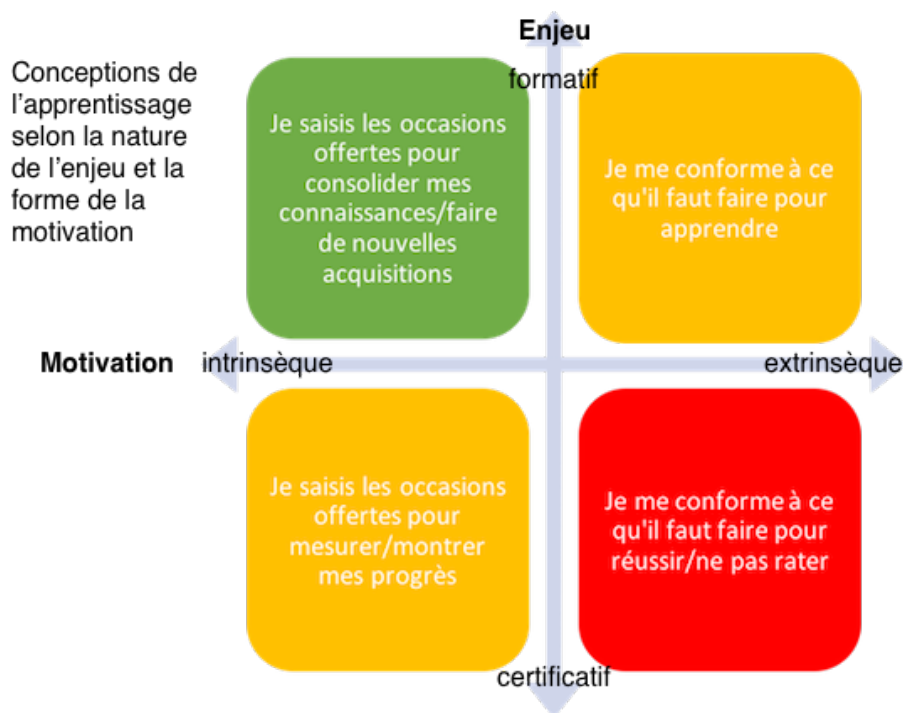 Enjeu
formatif
Conceptions de
l'apprentissage
selon la nature
de l'enjeu et la
forme de la
motivation
Je saisis les occasions
offertes pour
consolider mes
connaissances/faire
de nouvelles
acquisitions
Je me conforme à ce
qu'il faut faire pour
apprendre
Motivation
intrinsèque
extrinsèque
Je saisis les occasions
offertes pour
mesurer/montrer
mes progrès
Je me conforme à ce
qu'il faut faire pour
réussir/ne pas rater
certificatif